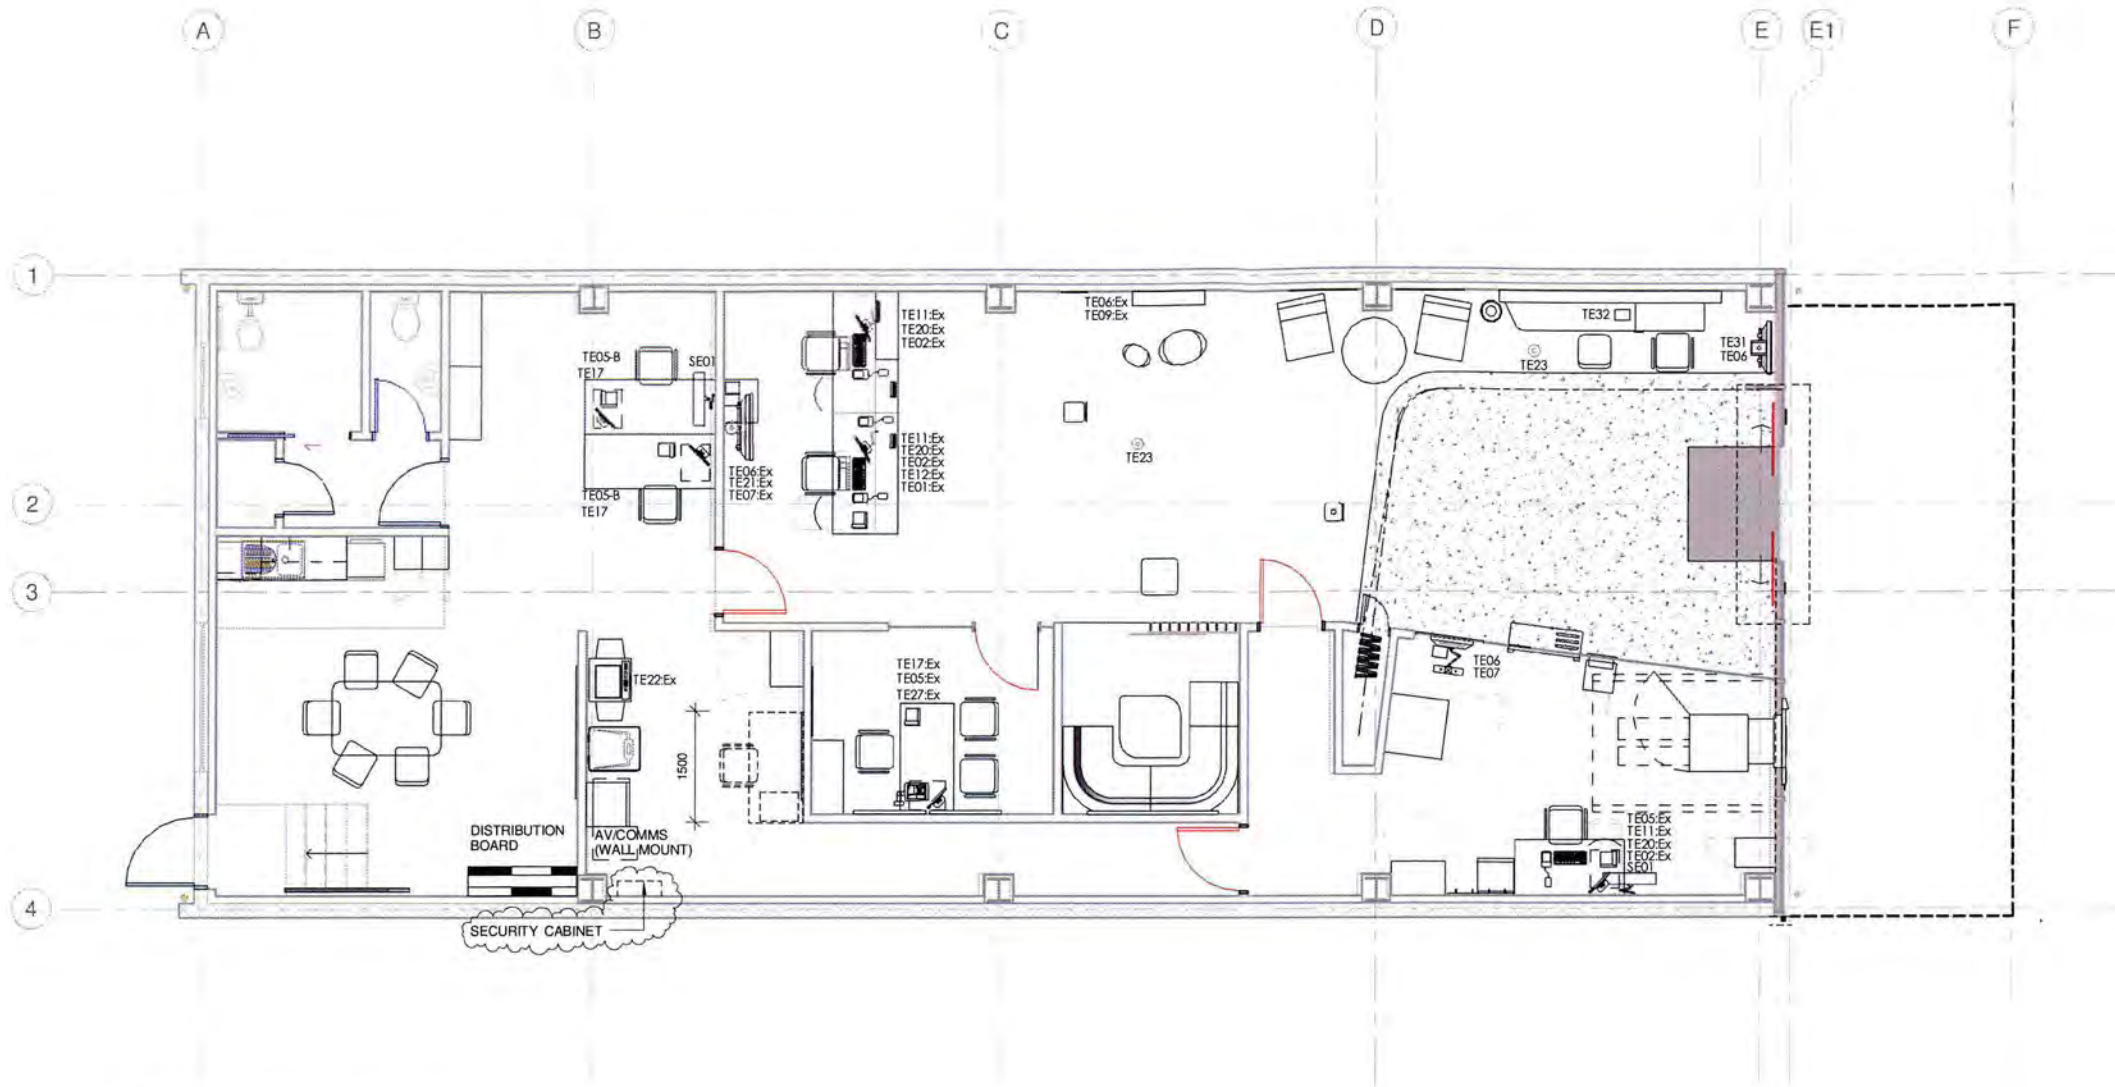 A
B
C
D
E
E1
F
1
2
3
4
TE05-B
TE17
SE01
TE05-B
TE17
TE06:Ex
TE21:Ex
TE07:Ex
TE11:Ex
TE20:Ex
TE02:Ex
TE11:Ex
TE20:Ex
TE02:Ex
TE12:Ex
TE01:Ex
TE06:Ex
TE09:Ex
TE23
TE32
TE23
TE31
TE06
TE22:Ex
1500
TE17:Ex
TE05:Ex
TE27:Ex
TE06
TE07
TE05:Ex
TE11:Ex
TE20:Ex
TE02:Ex
SE01
DISTRIBUTION
BOARD
AV/COMMS
(WALL MOUNT)
SECURITY CABINET